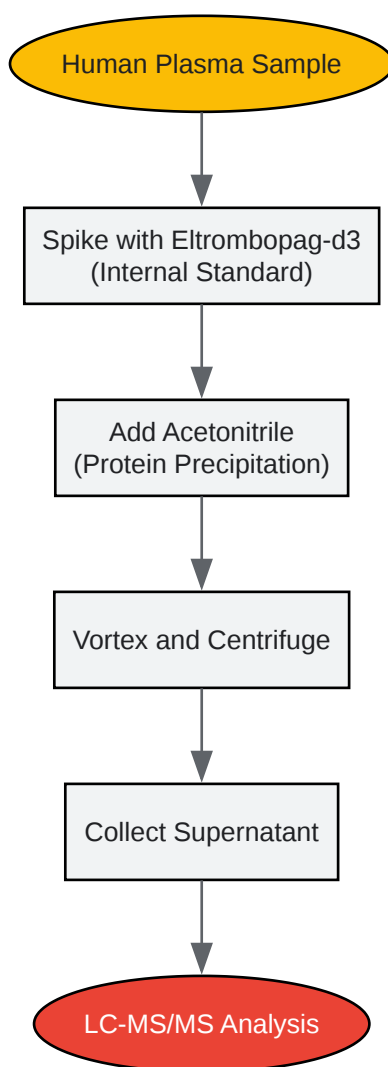 Human Plasma Sample
Spike with Eltrombopag-d3
(Internal Standard)
Add Acetonitrile
(Protein Precipitation)
Vortex and Centrifuge
Collect Supernatant
LC-MS/MS Analysis